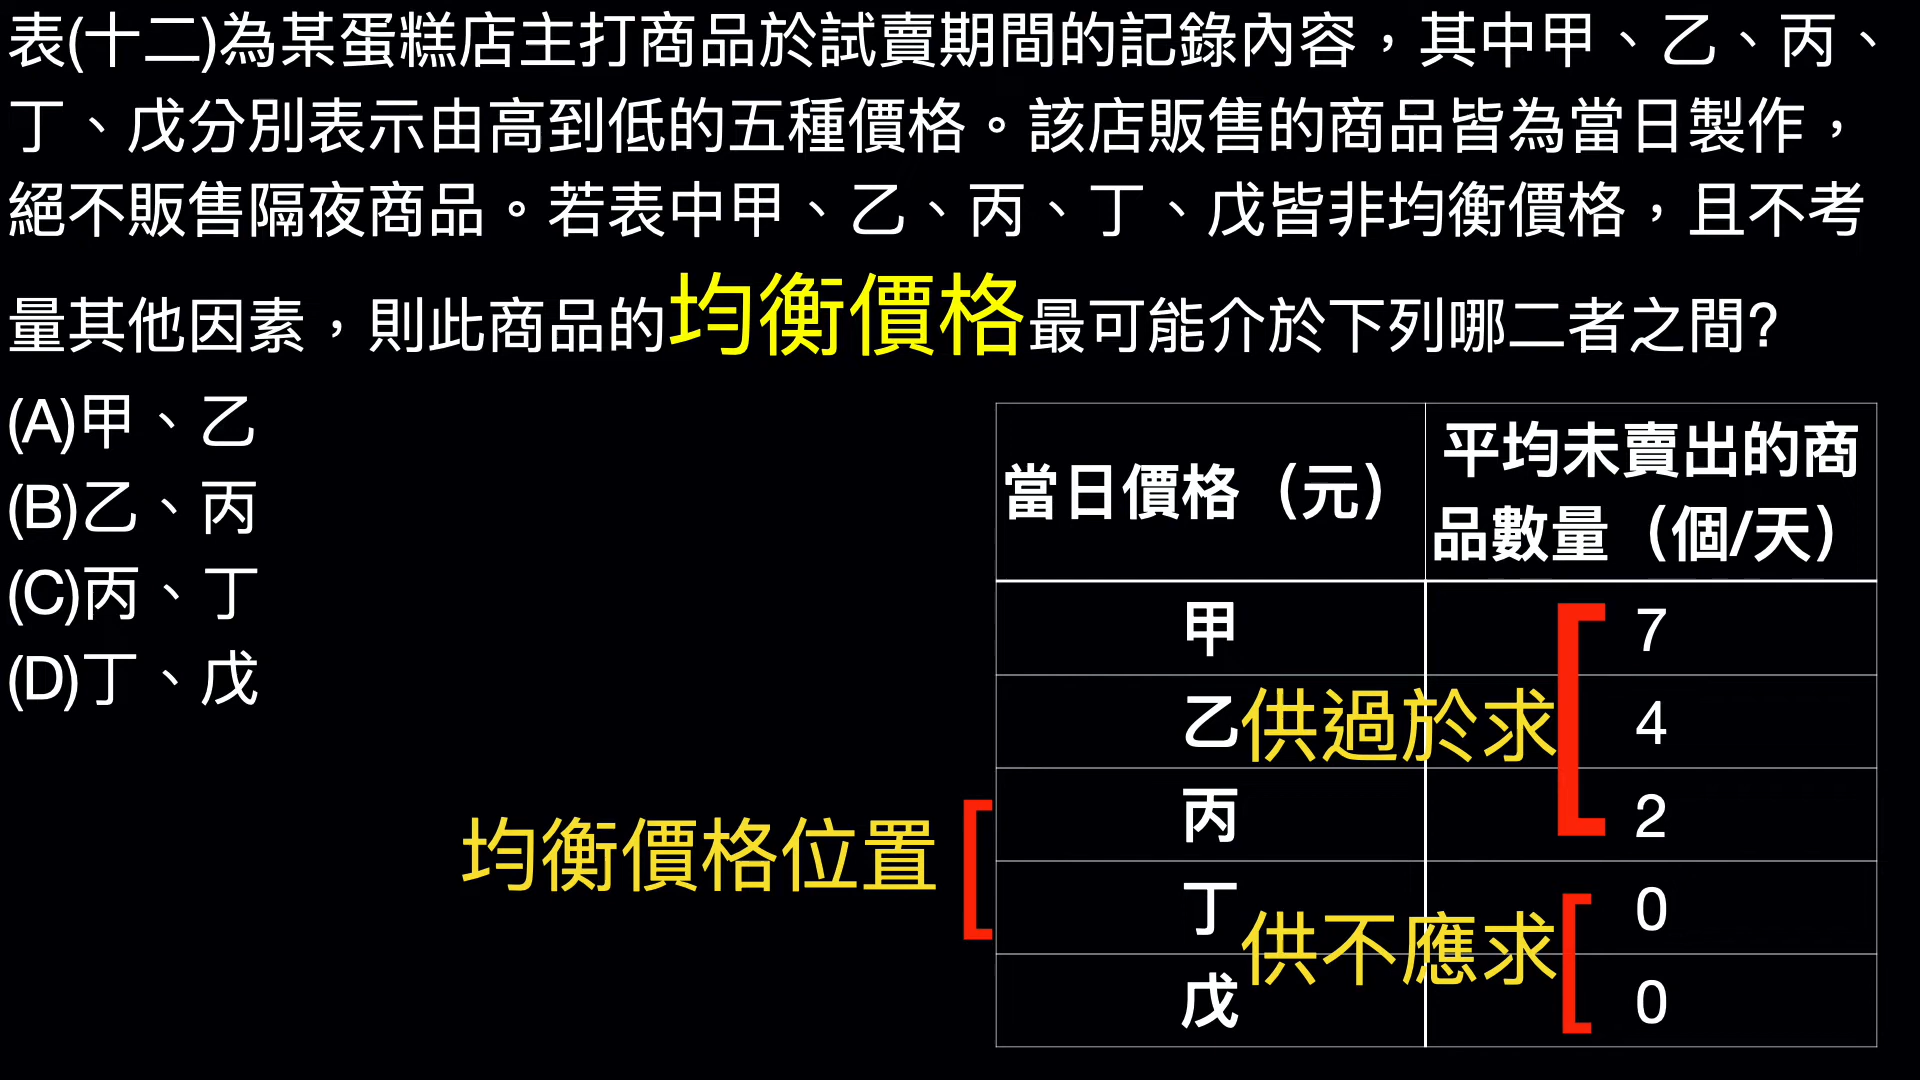 表(十二)為某蛋糕店主打商品於試賣期間的記錄內容，其中甲、乙、丙、
丁、戊分別表示由高到低的五種價格。該店販售的商品皆為當日製作，
絕不販售隔夜商品。若表中甲、乙、丙、丁、戊皆非均衡價格，且不考
量其他因素，則此商品的均衡價格最可能介於下列哪二者之間?
(A)甲、乙
(B)乙、丙
(C)丙、丁
(D)丁、戊
當日價格（元）
平均未賣出的商
品數量（個/天）
甲 7
乙 4
供過於求
丙 2
均衡價格位置
丁 0
供不應求
戊 0